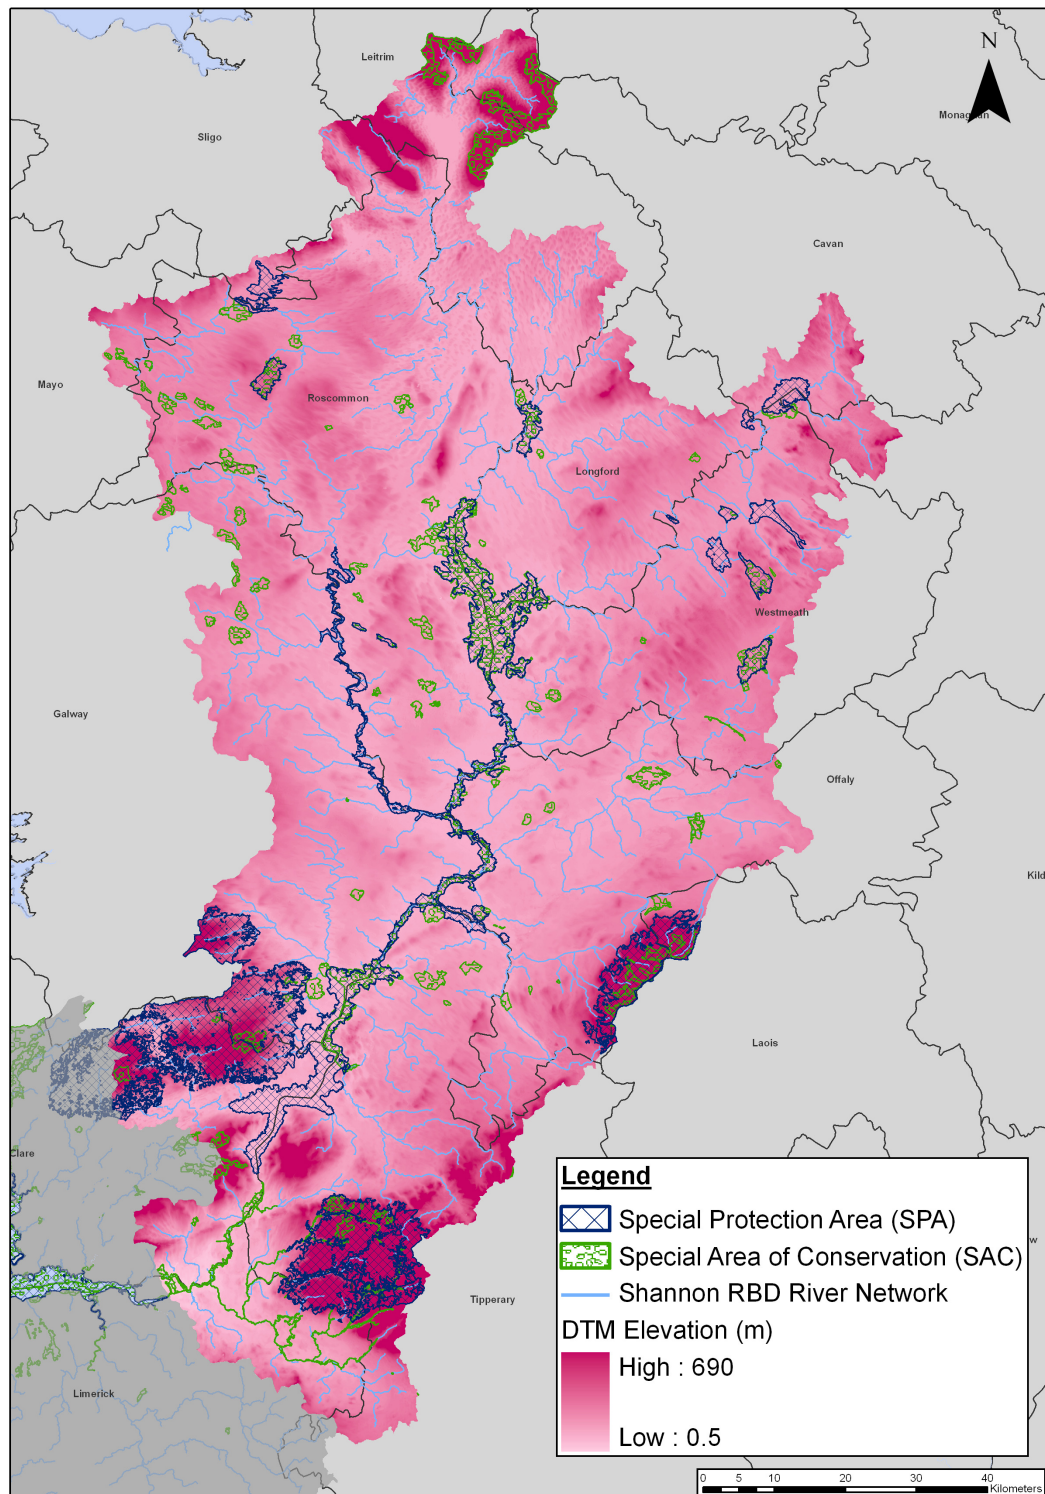 Leitrim
N
Monaghan
Sligo
Cavan
Mayo
Roscommon
Longford
Westmeath
Galway
Offaly
Kild
Laois
Clare
Tipperary
Limerick
w
Legend
Special Protection Area (SPA)
Special Area of Conservation (SAC)
Shannon RBD River Network
DTM Elevation (m)
High : 690
Low : 0.5
0 5 10 20 30 40
Kilometers